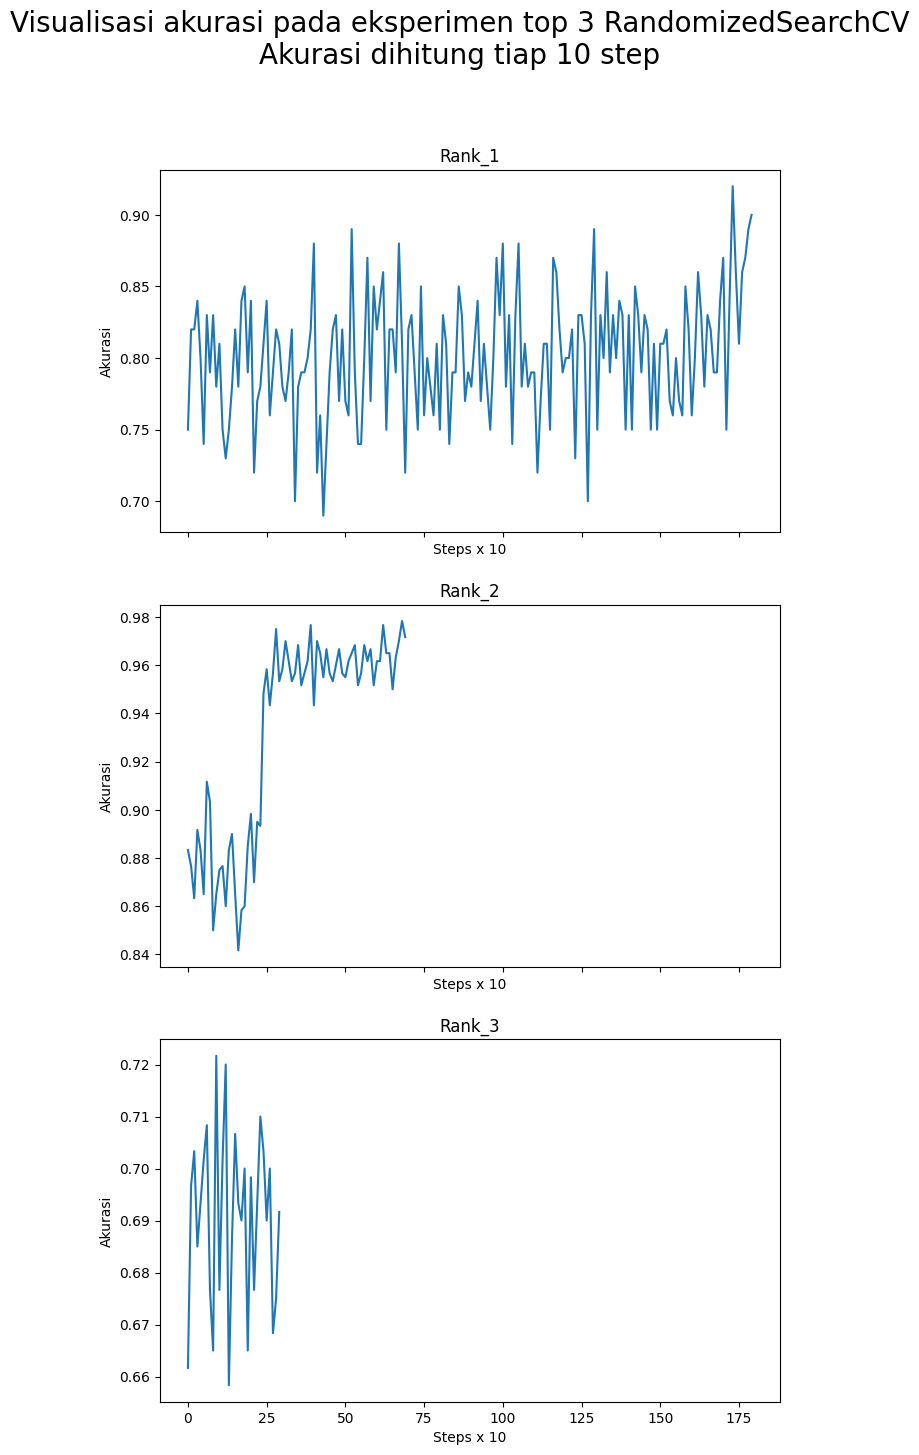 Visualisasi akurasi pada eksperimen top 3 RandomizedSearchCV
Akurasi dihitung tiap 10 step
Rank_1
0.90
0.85
0.80
0.75
0.70
Akurasi
Steps x 10
Rank_2
0.98
0.96
0.94
0.92
0.90
0.88
0.86
0.84
Akurasi
Steps x 10
Rank_3
0.72
0.71
0.70
0.69
0.68
0.67
0.66
Akurasi
0 25 50 75 100 125 150 175
Steps x 10